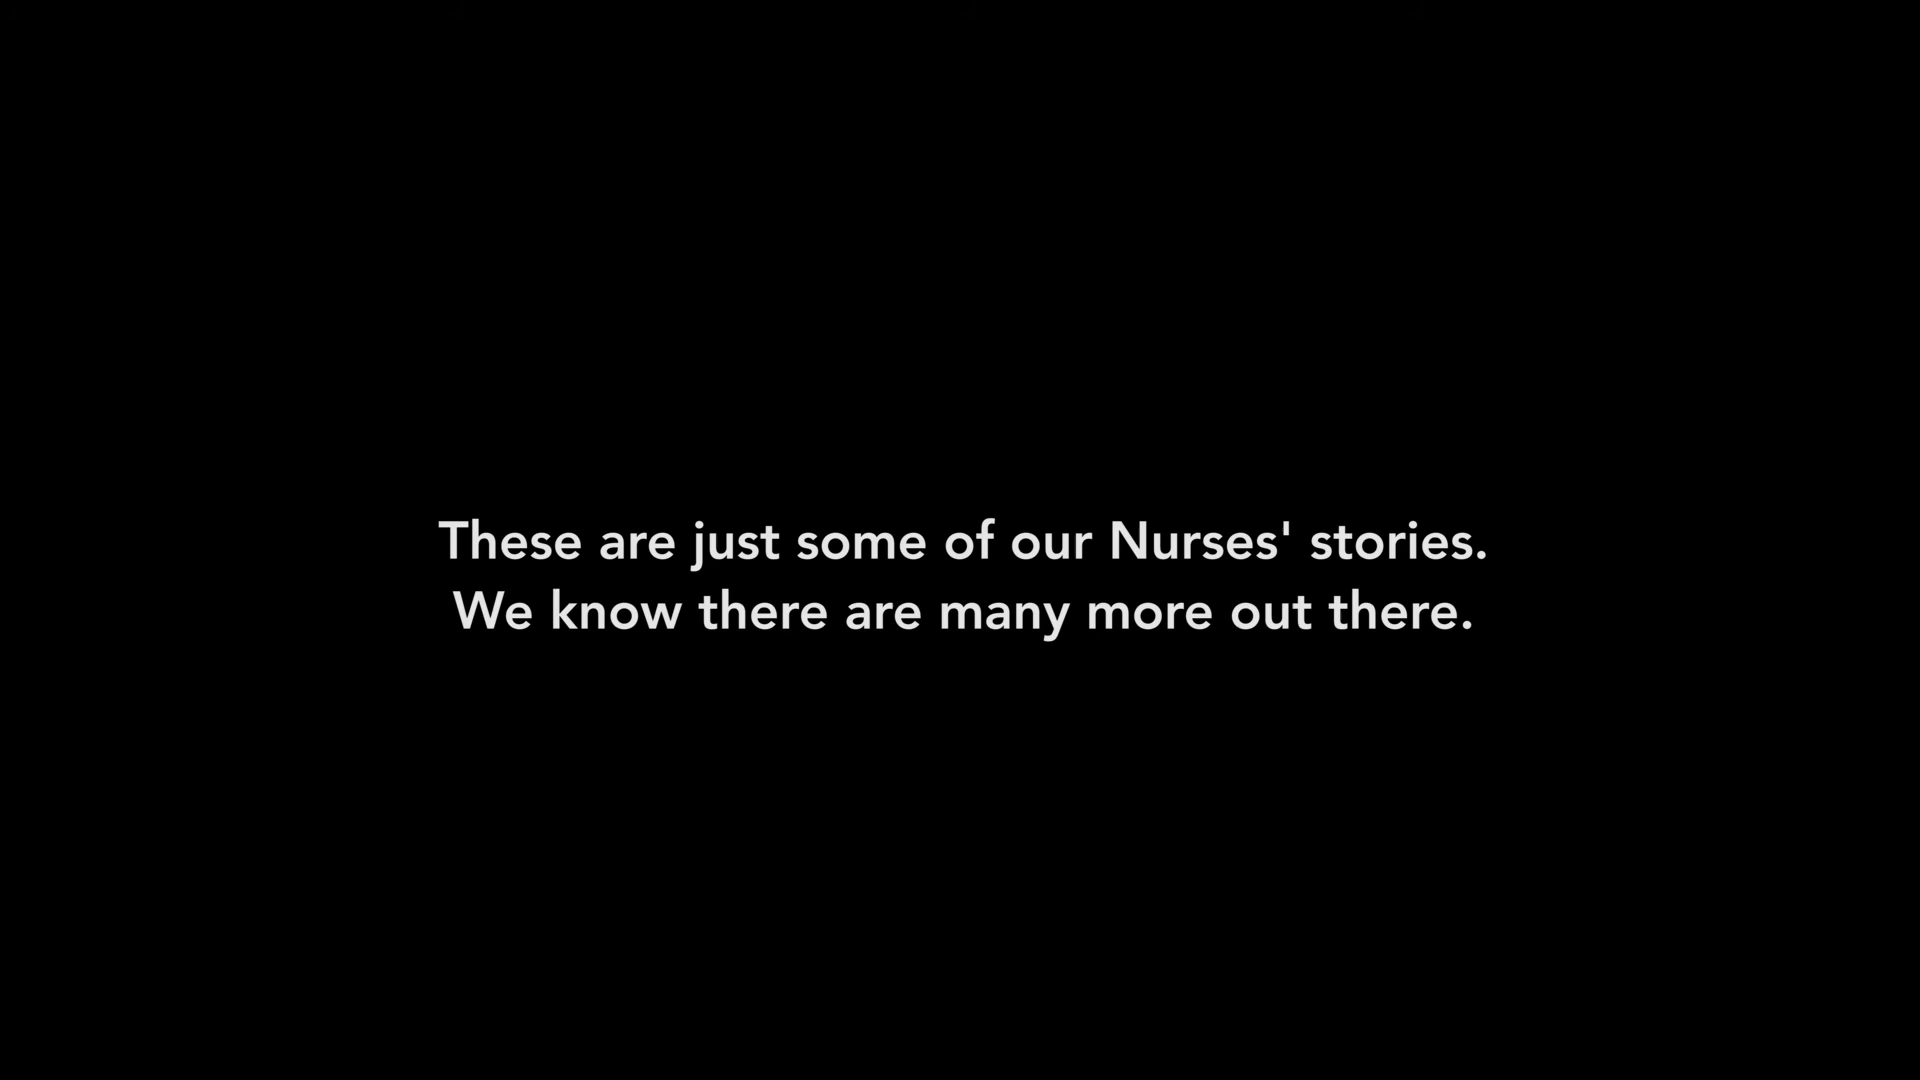 These are just some of our Nurses' stories.
We know there are many more out there.